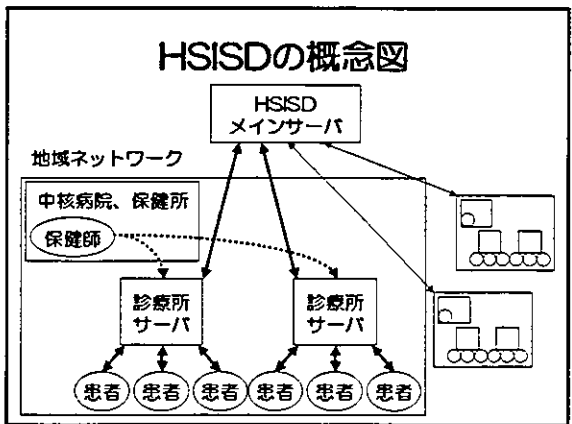 HSISDの概念図
HSISD
メインサーバ
地域ネットワーク
中核病院、保健所
保健師
診療所
サーバ
診療所
サーバ
患者
患者
患者
患者
患者
患者